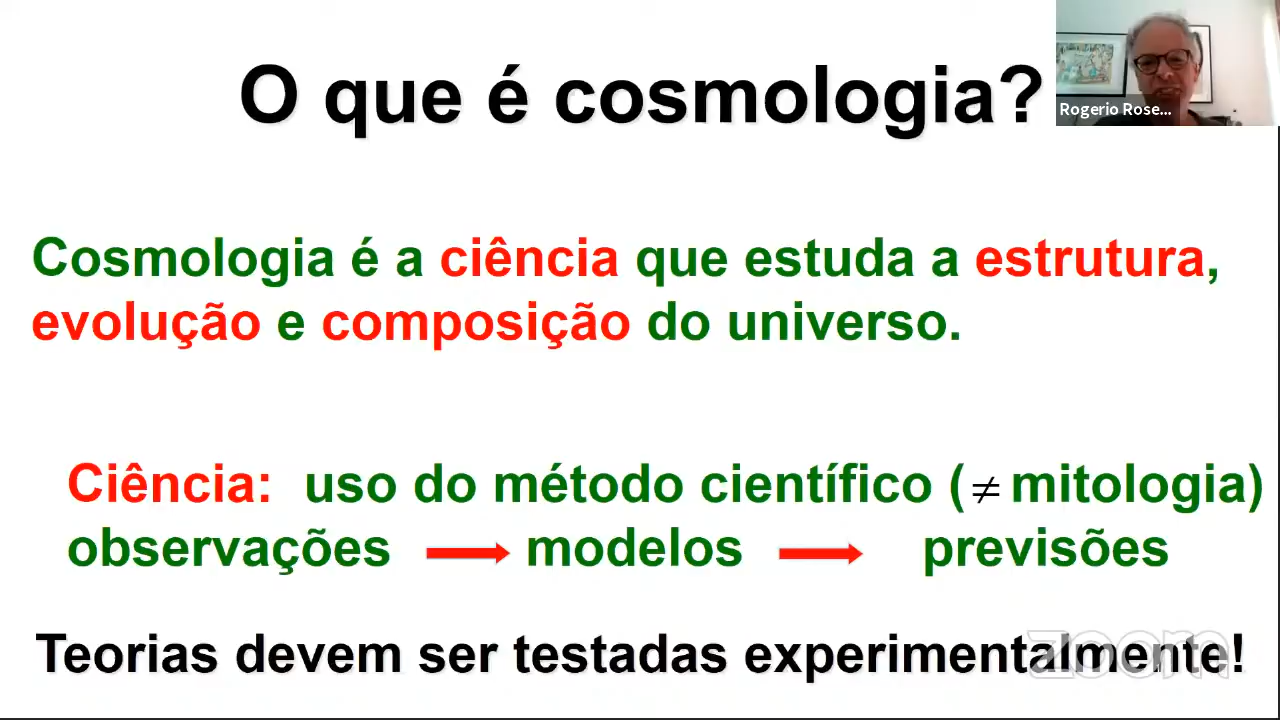 O que é cosmologia?
Rogerio Rose...
Cosmologia é a ciência que estuda a estrutura,
evolução e composição do universo.
Ciência: uso do método científico (≠ mitologia)
observações → modelos → previsões
Teorias devem ser testadas experimentalmente!
zoom